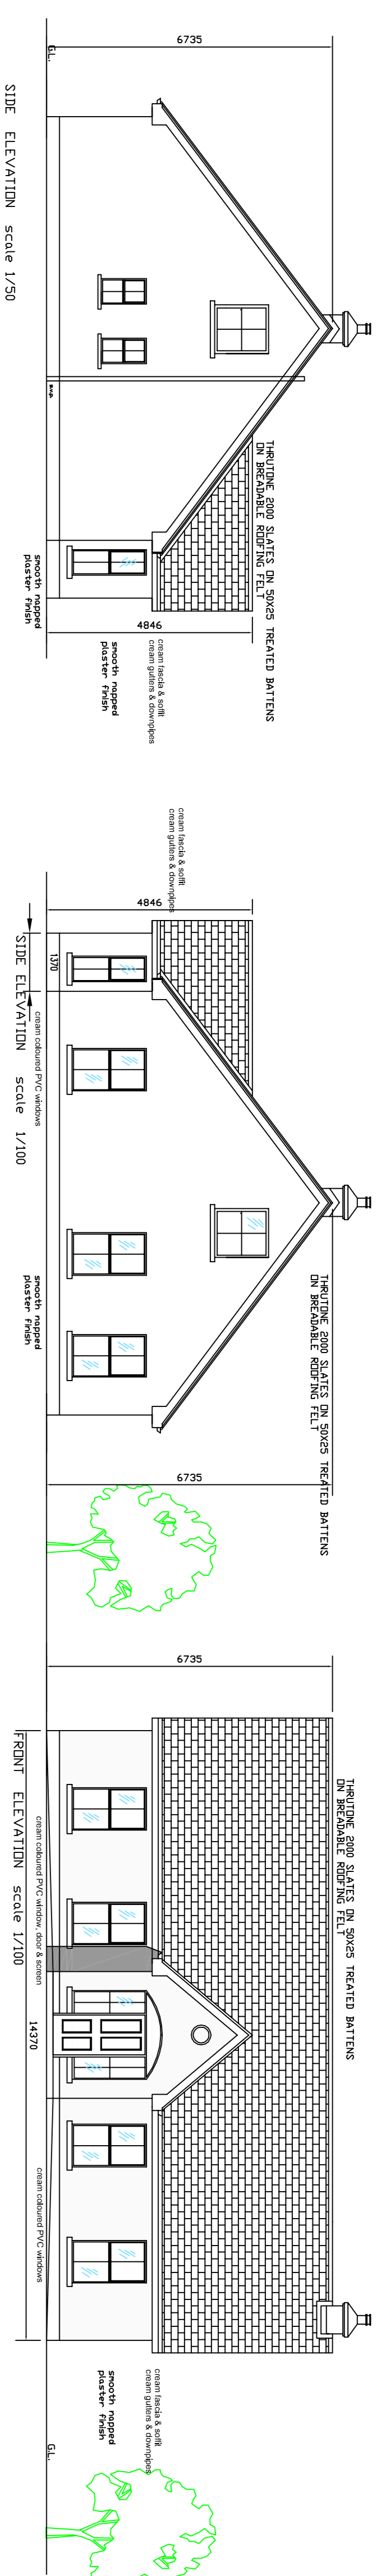 6735
G.L.
SIDE ELEVATION scale 1/50
s.v.p.
THRUTONE 2000 SLATES ON 50X25 TREATED BATTENS
ON BREADABLE ROOFING FELT
smooth napped
plaster finish
4846
cream fascia & soffit
cream gutters & downpipes
smooth napped
plaster finish
cream fascia & soffit
cream gutters & downpipes
4846
1370
SIDE ELEVATION scale 1/100
cream coloured PVC windows
THRUTONE 2000 SLATES ON 50X25 TREATED BATTENS
ON BREADABLE ROOFING FELT
smooth napped
plaster finish
6735
6735
THRUTONE 2000 SLATES ON 50X25 TREATED BATTENS
ON BREADABLE ROOFING FELT
FRONT ELEVATION scale 1/100
cream coloured PVC window, door & screen
14370
cream coloured PVC windows
cream fascia & soffit
cream gutters & downpipes
smooth napped
plaster finish
G.L.